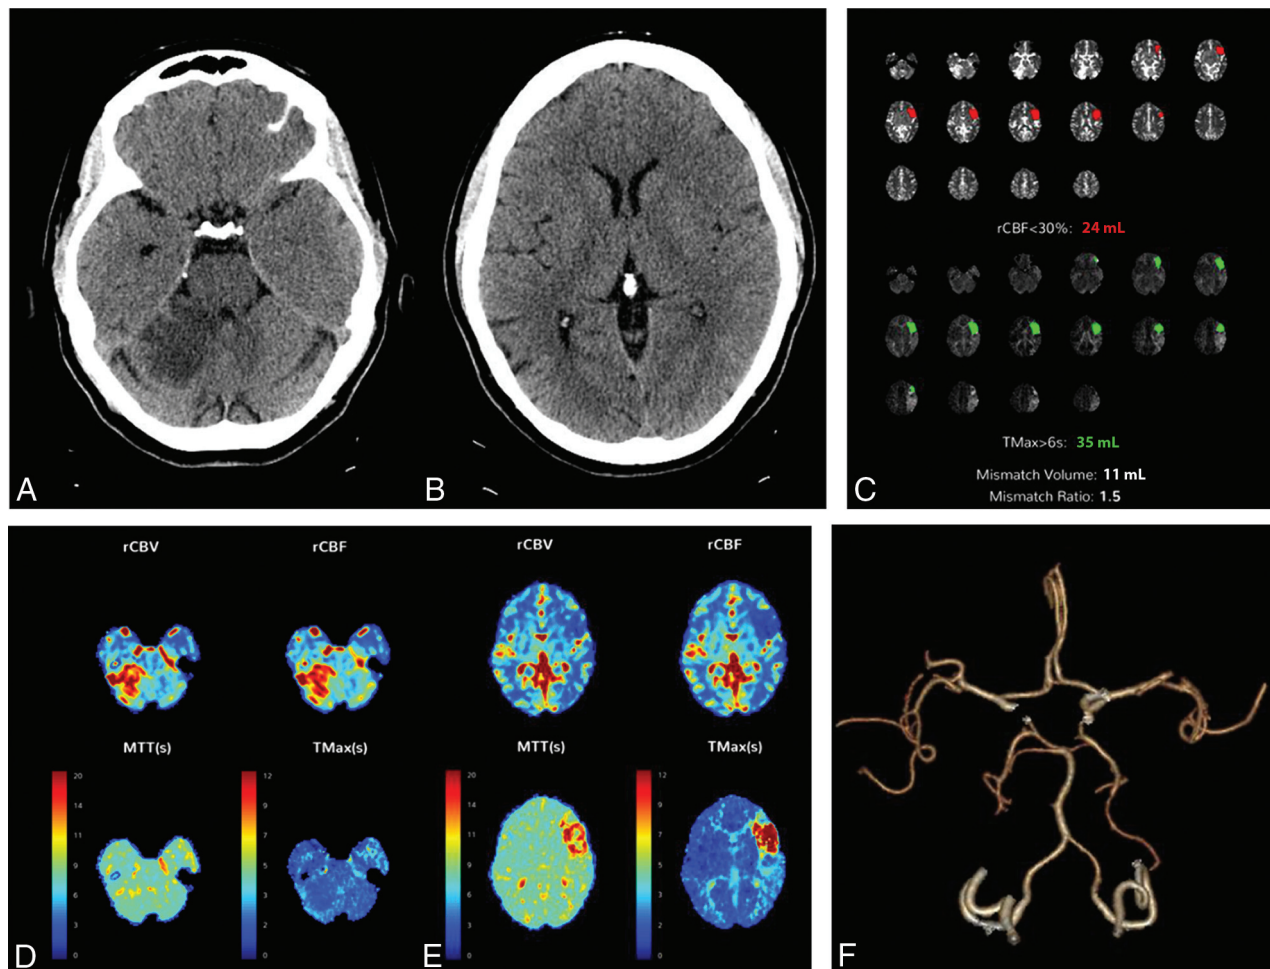 A
B
rCBF<30%: 24 mL
TMax>6s: 35 mL
Mismatch Volume: 11 mL
Mismatch Ratio: 1.5
C
rCBV
rCBF
MTT(s)
TMax(s)
20
14
11
9
6
3
0
12
9
7
5
3
2
0
D
rCBV
rCBF
MTT(s)
TMax(s)
20
14
11
9
6
3
0
12
9
7
5
3
2
0
E
F